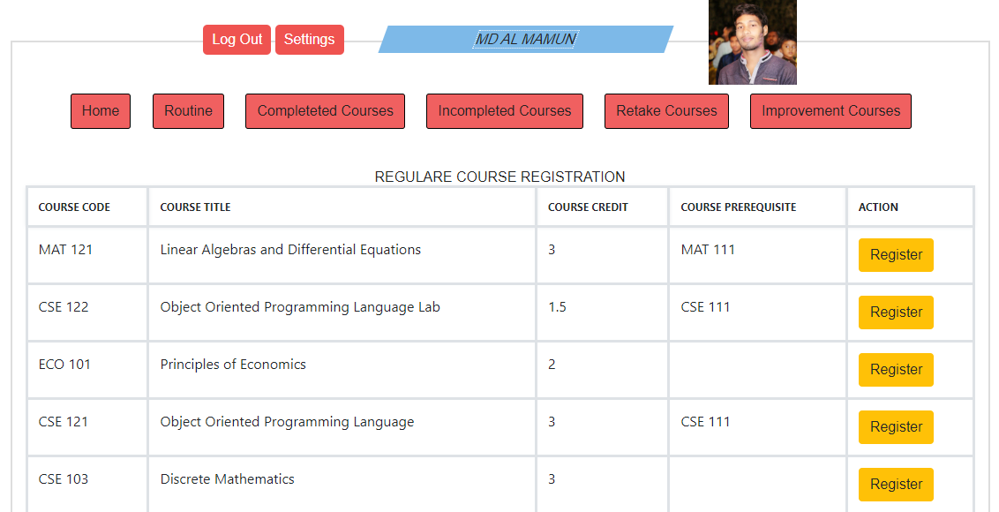 Log Out Settings MD AL MAMUN
Home Routine Completeted Courses Incompleted Courses Retake Courses Improvement Courses
REGULARE COURSE REGISTRATION
COURSE CODE COURSE TITLE COURSE CREDIT COURSE PREREQUISITE ACTION
MAT 121 Linear Algebras and Differential Equations 3 MAT 111 Register
CSE 122 Object Oriented Programming Language Lab 1.5 CSE 111 Register
ECO 101 Principles of Economics 2 Register
CSE 121 Object Oriented Programming Language 3 CSE 111 Register
CSE 103 Discrete Mathematics 3 Register